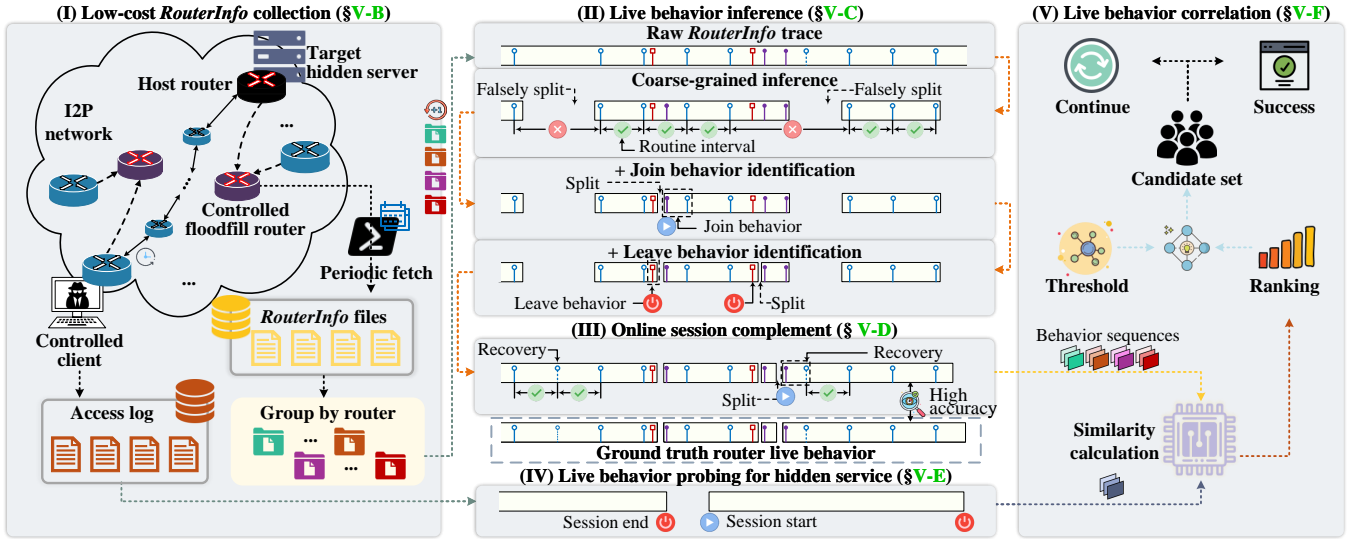 (I) Low-cost RouterInfo collection (§V-B)
Target
hidden server
Host router
I2P
network
...
Controlled
floodfill router
...
Periodic fetch
Controlled
client
RouterInfo files
Access log
Group by router
...
...
+1
(II) Live behavior inference (§V-C)
Raw RouterInfo trace
Coarse-grained inference
Falsely split
Falsely split
Routine interval
+ Join behavior identification
Split
Join behavior
+ Leave behavior identification
Leave behavior
Split
(III) Online session complement (§ V-D)
Recovery
Recovery
Split
High
accuracy
Ground truth router live behavior
(IV) Live behavior probing for hidden service (§V-E)
Session end
Session start
(V) Live behavior correlation (§V-F)
Continue
Success
Candidate set
Threshold
Ranking
Behavior sequences
Similarity
calculation